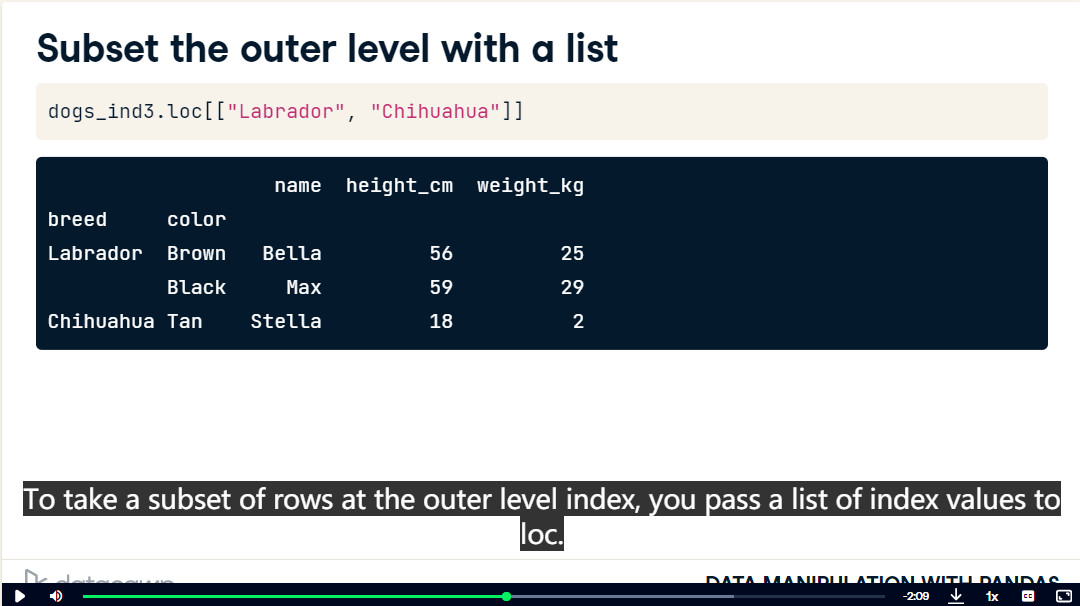 Subset the outer level with a list
dogs_ind3.loc[["Labrador", "Chihuahua"]]
name height_cm weight_kg
breed color
Labrador Brown Bella 56 25
Black Max 59 29
Chihuahua Tan Stella 18 2
To take a subset of rows at the outer level index, you pass a list of index values to
loc.
datacamp
DATA MANIPULATION WITH PANDAS
-2:09
1x
CC